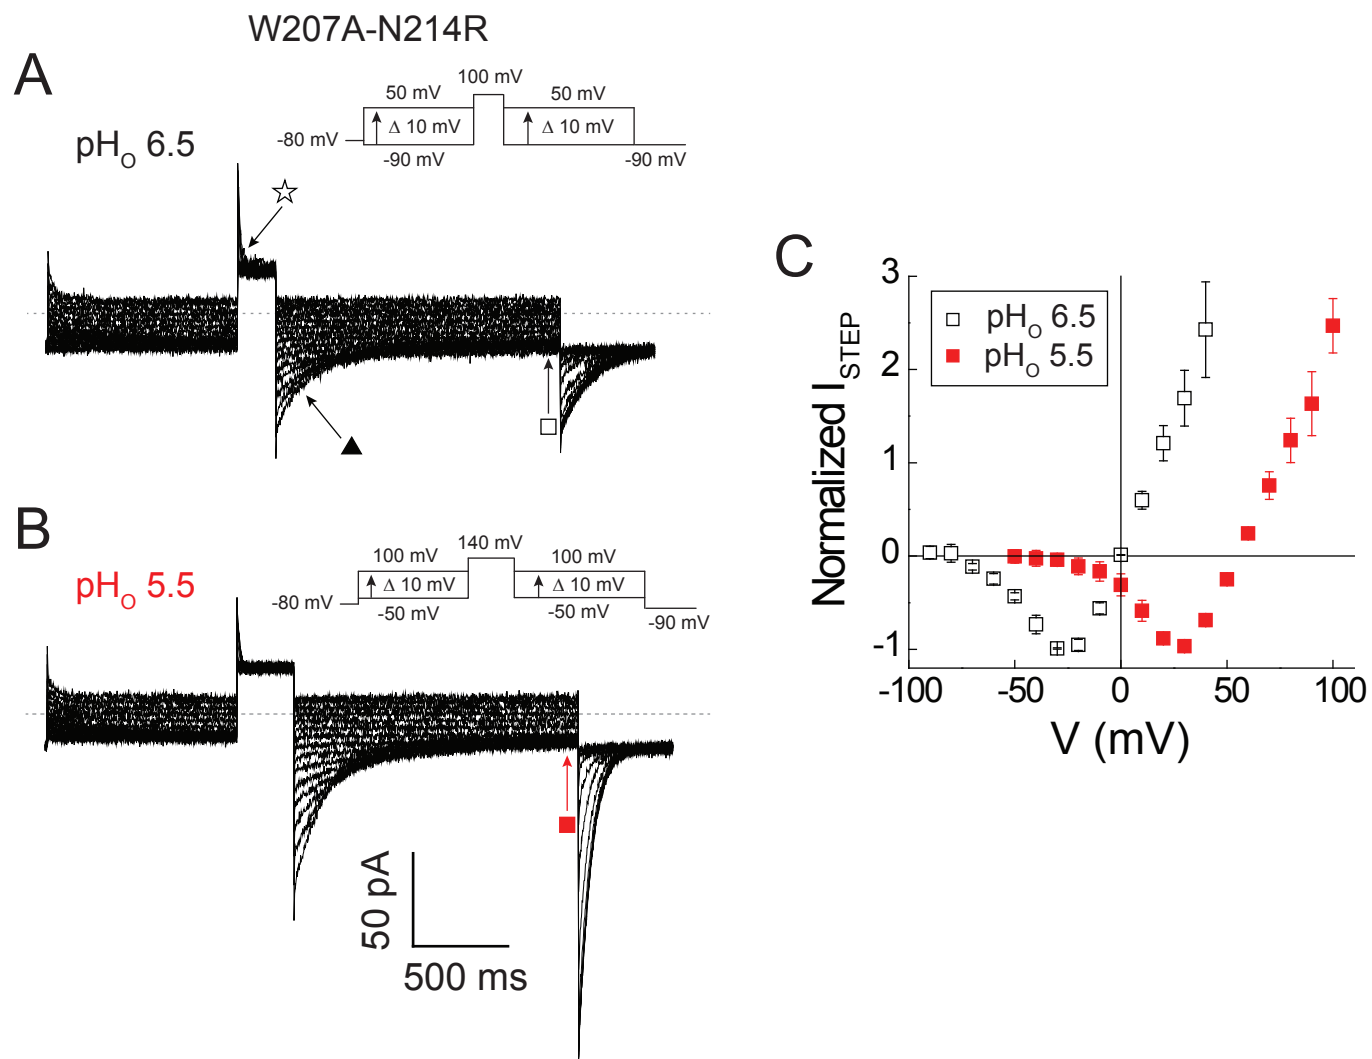 W207A-N214R
A
pHO 6.5
100 mV
50 mV
50 mV
Δ 10 mV
Δ 10 mV
-80 mV
-90 mV
-90 mV
B
pHO 5.5
140 mV
100 mV
100 mV
Δ 10 mV
Δ 10 mV
-80 mV
-50 mV
-50 mV
-90 mV
50 pA
500 ms
C
Normalized ISTEP
3
2
1
0
-1
pHO 6.5
pHO 5.5
-100
-50
0
50
100
V (mV)